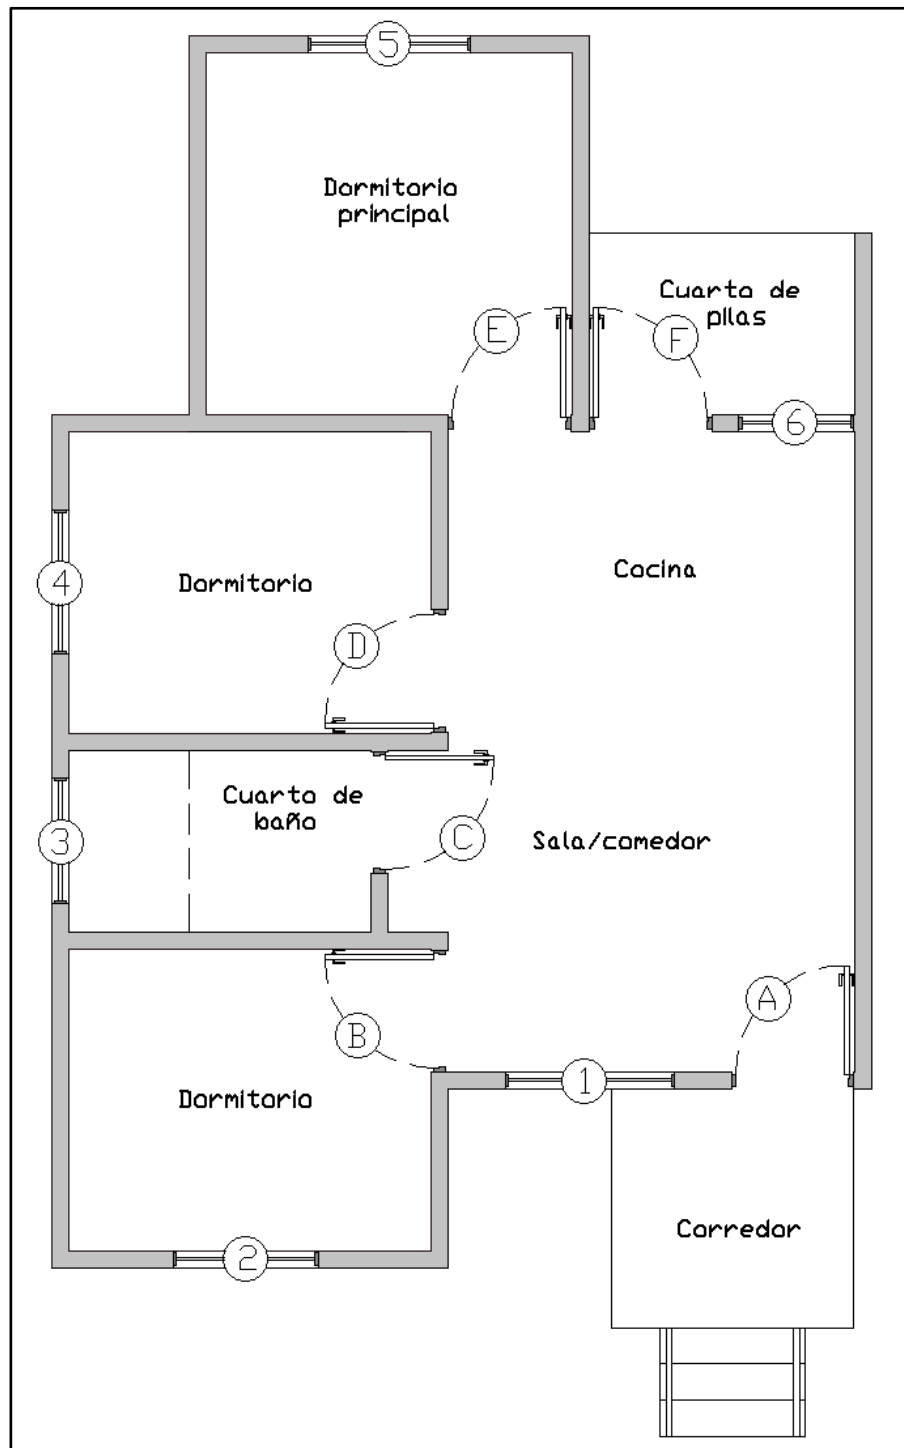 5
Dormitorio
principal
Cuarto de
pilas
E
F
6
4
Dormitorio
Cocina
D
Cuarto de
baño
3
C
Sala/comedor
A
B
1
Dormitorio
2
Corredor